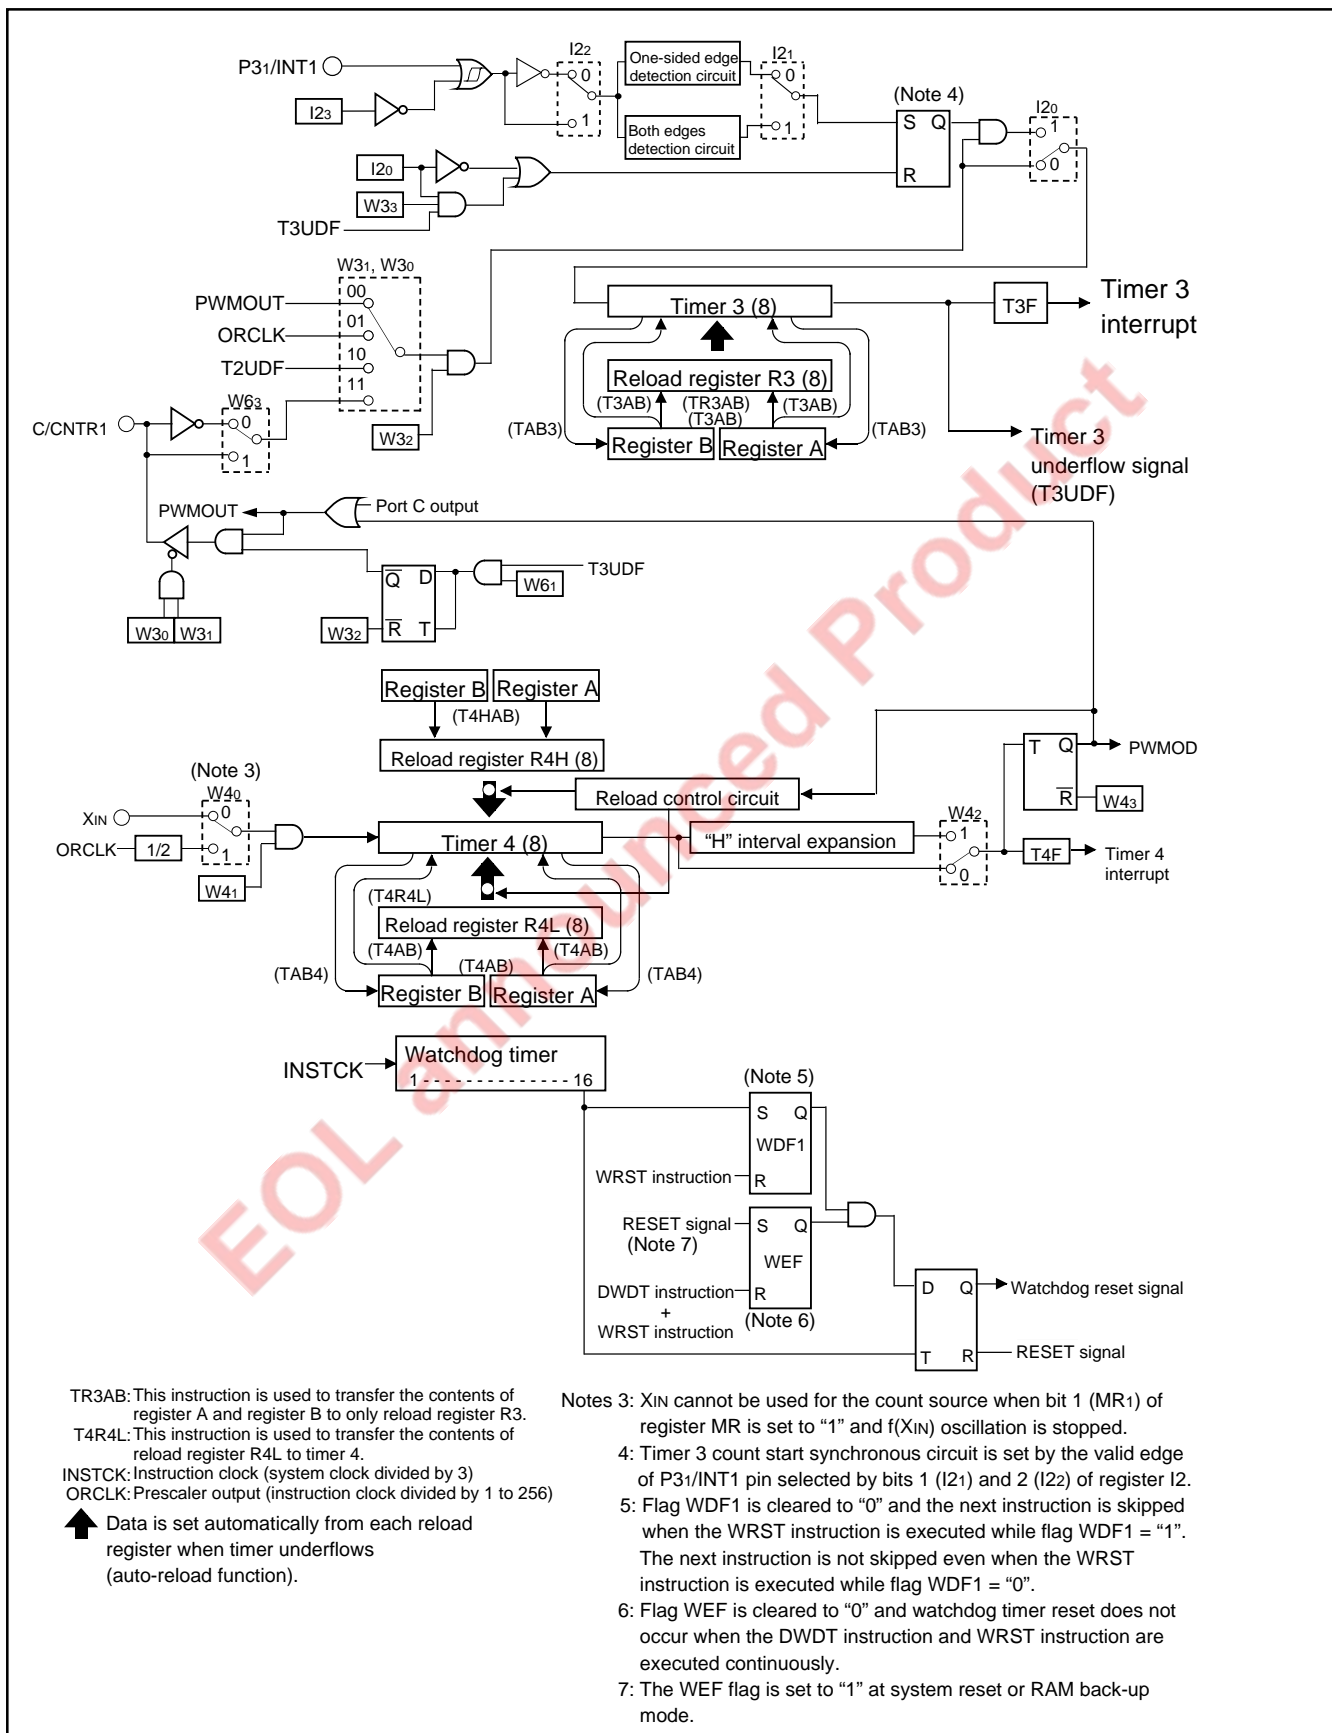 P31/INT1
I23
I22
0
1
One-sided edge
detection circuit
Both edges
detection circuit
I21
0
1
(Note 4)
S Q
R
I20
1
0
I20
W33
T3UDF
W31, W30
PWMOUT
00
ORCLK
01
T2UDF
10
11
W63
C/CNTR1
0
1
W32
Timer 3 (8)
T3F
Timer 3
interrupt
Reload register R3 (8)
(T3AB)
(TR3AB)
(T3AB)
(T3AB)
(TAB3)
Register B
Register A
(TAB3)
Timer 3
underflow signal
(T3UDF)
PWMOUT
Port C output
W30
W31
Q D
R T
W32
T3UDF
W61
Register B
Register A
(T4HAB)
Reload register R4H (8)
(Note 3)
W40
XIN
0
ORCLK
1/2
1
W41
Reload control circuit
Timer 4 (8)
"H" interval expansion
W42
1
0
T Q
R
PWMOD
W43
T4F
Timer 4
interrupt
(T4R4L)
Reload register R4L (8)
(T4AB)
(T4AB)
(T4AB)
(TAB4)
Register B
Register A
(TAB4)
INSTCK
Watchdog timer
1 - - - - - - - - - - - - - - 16
(Note 5)
S Q
WDF1
WRST instruction
R
RESET signal
(Note 7)
S Q
WEF
DWDT instruction
+
WRST instruction
R
(Note 6)
D Q
T R
Watchdog reset signal
RESET signal
EOL announced Product
TR3AB: This instruction is used to transfer the contents of
register A and register B to only reload register R3.
T4R4L: This instruction is used to transfer the contents of
reload register R4L to timer 4.
INSTCK: Instruction clock (system clock divided by 3)
ORCLK: Prescaler output (instruction clock divided by 1 to 256)
Data is set automatically from each reload
register when timer underflows
(auto-reload function).
Notes 3: XIN cannot be used for the count source when bit 1 (MR1) of
register MR is set to "1" and f(XIN) oscillation is stopped.
4: Timer 3 count start synchronous circuit is set by the valid edge
of P31/INT1 pin selected by bits 1 (I21) and 2 (I22) of register I2.
5: Flag WDF1 is cleared to "0" and the next instruction is skipped
when the WRST instruction is executed while flag WDF1 = "1".
The next instruction is not skipped even when the WRST
instruction is executed while flag WDF1 = "0".
6: Flag WEF is cleared to "0" and watchdog timer reset does not
occur when the DWDT instruction and WRST instruction are
executed continuously.
7: The WEF flag is set to "1" at system reset or RAM back-up
mode.